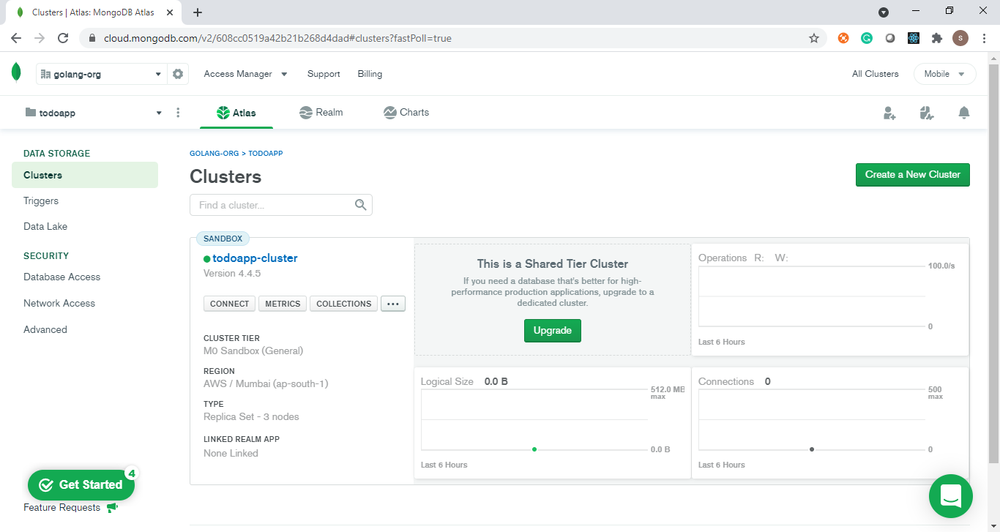 Clusters | Atlas: MongoDB Atlas
cloud.mongodb.com/v2/608cc0519a42b21b268d4dad#clusters?fastPoll=true
S
golang-org
Access Manager
Support
Billing
All Clusters
Mobile
todoapp
Atlas
Realm
Charts
DATA STORAGE
Clusters
Triggers
Data Lake
SECURITY
Database Access
Network Access
Advanced
4
Get Started
Feature Requests
GOLANG-ORG > TODOAPP
Clusters
Create a New Cluster
Find a cluster...
SANDBOX
todoapp-cluster
Version 4.4.5
CONNECT
METRICS
COLLECTIONS
...
CLUSTER TIER
M0 Sandbox (General)
REGION
AWS / Mumbai (ap-south-1)
TYPE
Replica Set - 3 nodes
LINKED REALM APP
None Linked
This is a Shared Tier Cluster
If you need a database that's better for high-
performance production applications, upgrade to a
dedicated cluster.
Upgrade
Operations R: W:
100.0/s
0
Last 6 Hours
Logical Size 0.0 B
512.0 MB
max
0.0 B
Last 6 Hours
Connections 0
500
max
0
Last 6 Hours